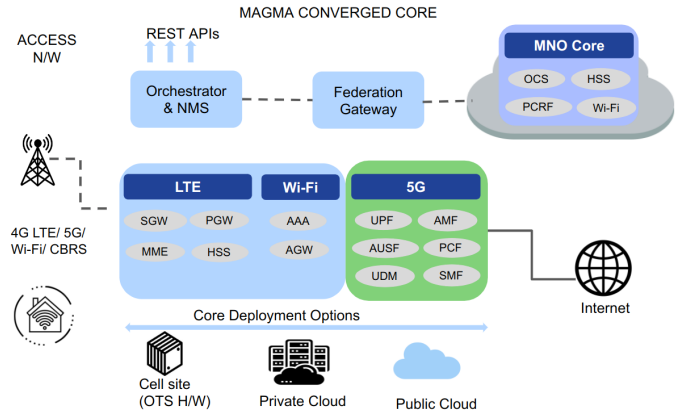 MAGMA CONVERGED CORE
ACCESS
N/W
REST APIs
Orchestrator
& NMS
Federation
Gateway
MNO Core
OCS
HSS
PCRF
Wi-Fi
4G LTE/ 5G/
Wi-Fi/ CBRS
LTE
SGW
PGW
MME
HSS
Wi-Fi
AAA
AGW
5G
UPF
AMF
AUSF
PCF
UDM
SMF
Internet
Core Deployment Options
Cell site
(OTS H/W)
Private Cloud
Public Cloud